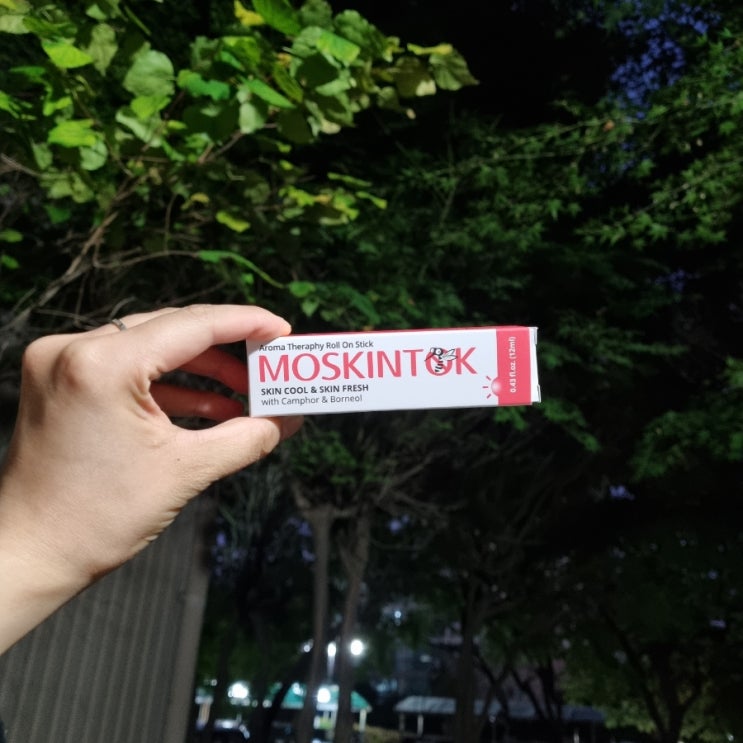 Aroma Theraphy Roll On Stick
MOSKINTOK
SKIN COOL & SKIN FRESH
with Camphor & Borneol
0.43 fl.oz. (12ml)